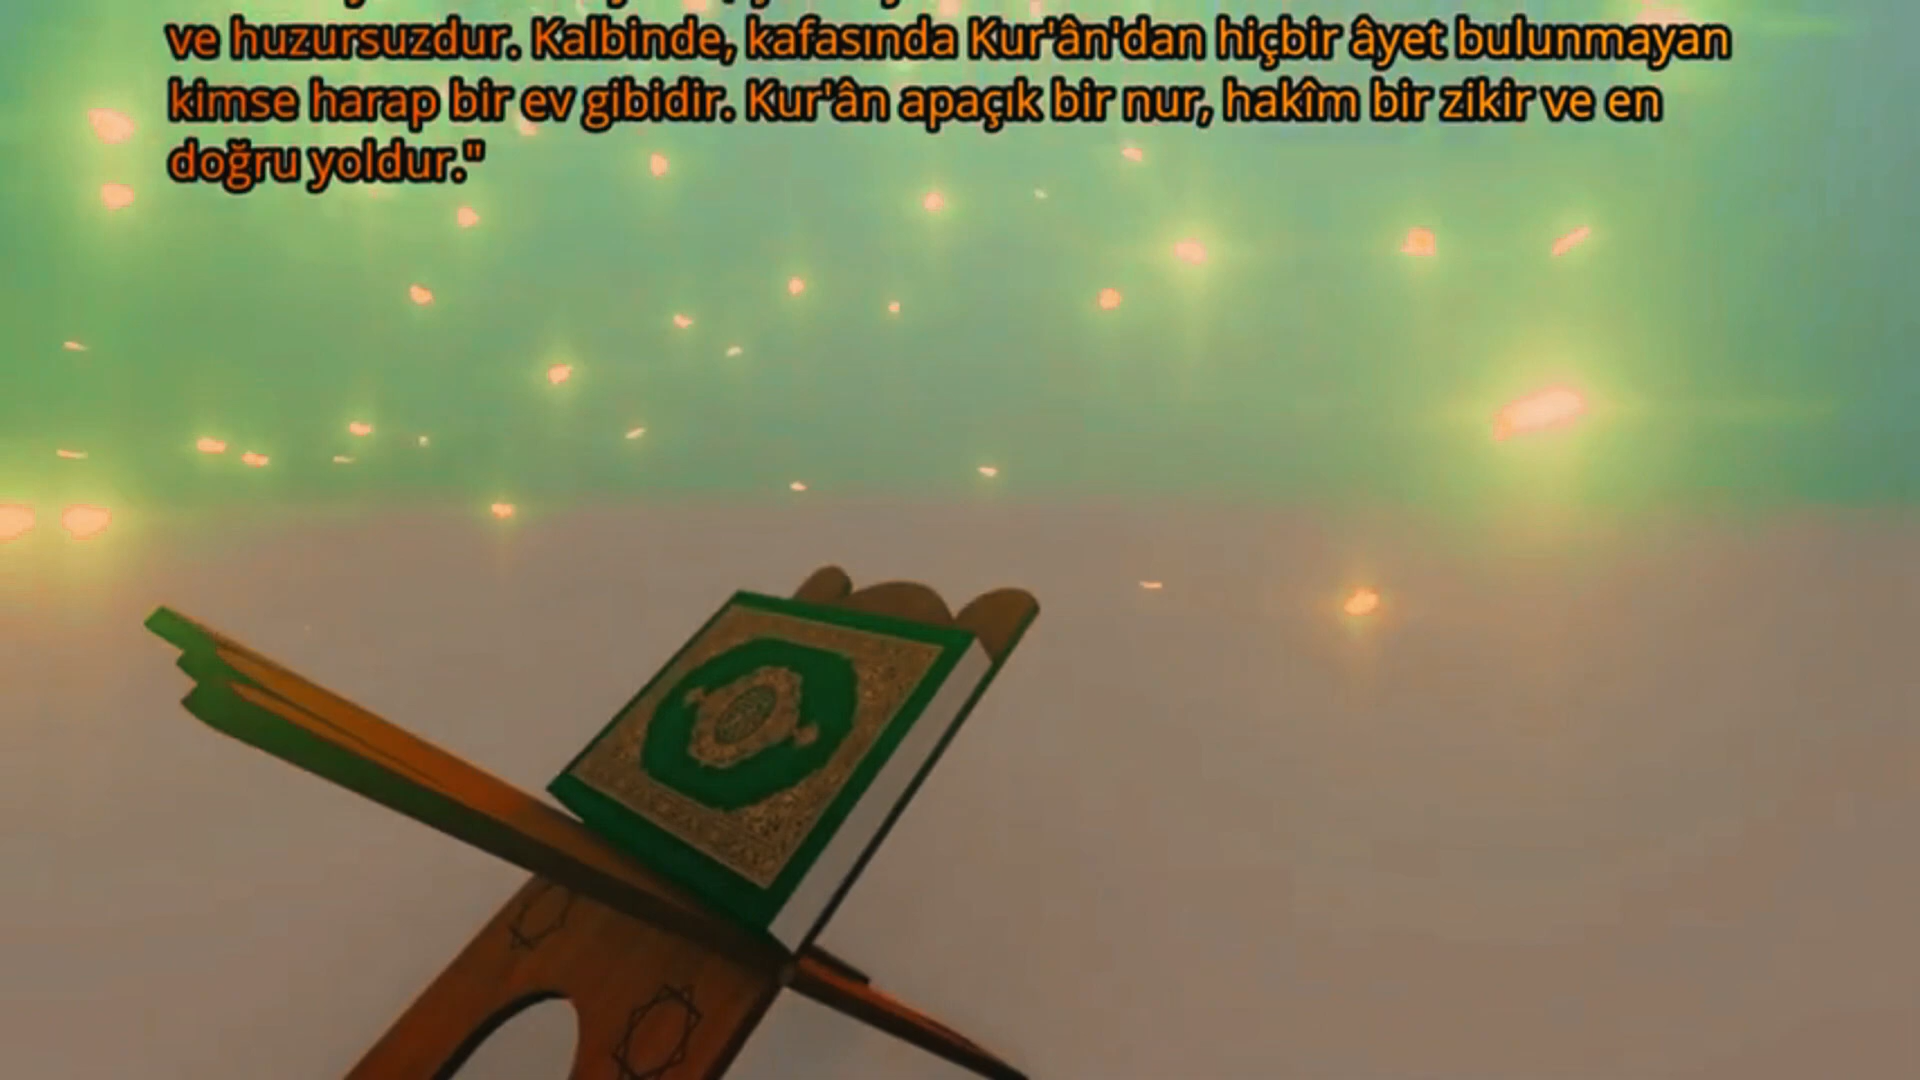 ve huzursuzdur. Kalbinde, kafasında Kur'ân'dan hiçbir âyet bulunmayan
kimse harap bir ev gibidir. Kur'ân apaçık bir nur, hakîm bir zikir ve en
doğru yoldur."